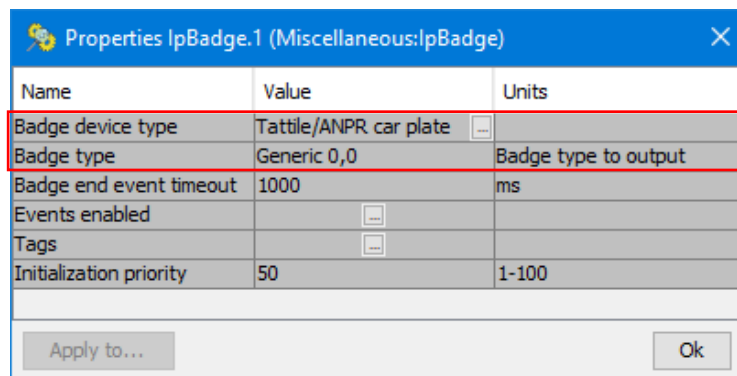 Properties IpBadge.1 (Miscellaneous:IpBadge)
Name Value Units
Badge device type Tattile/ANPR car plate ...
Badge type Generic 0,0 Badge type to output
Badge end event timeout 1000 ms
Events enabled ...
Tags ...
Initialization priority 50 1-100
Apply to... Ok